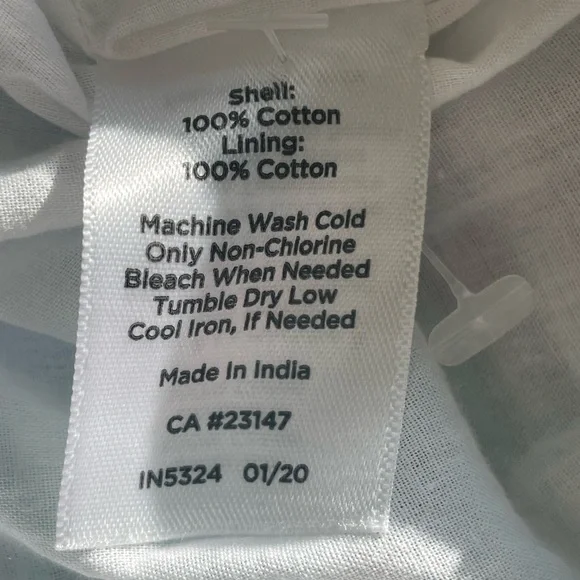 Shell:
100% Cotton
Lining:
100% Cotton
Machine Wash Cold
Only Non-Chlorine
Bleach When Needed
Tumble Dry Low
Cool Iron, If Needed
Made In India
CA #23147
IN5324 01/20